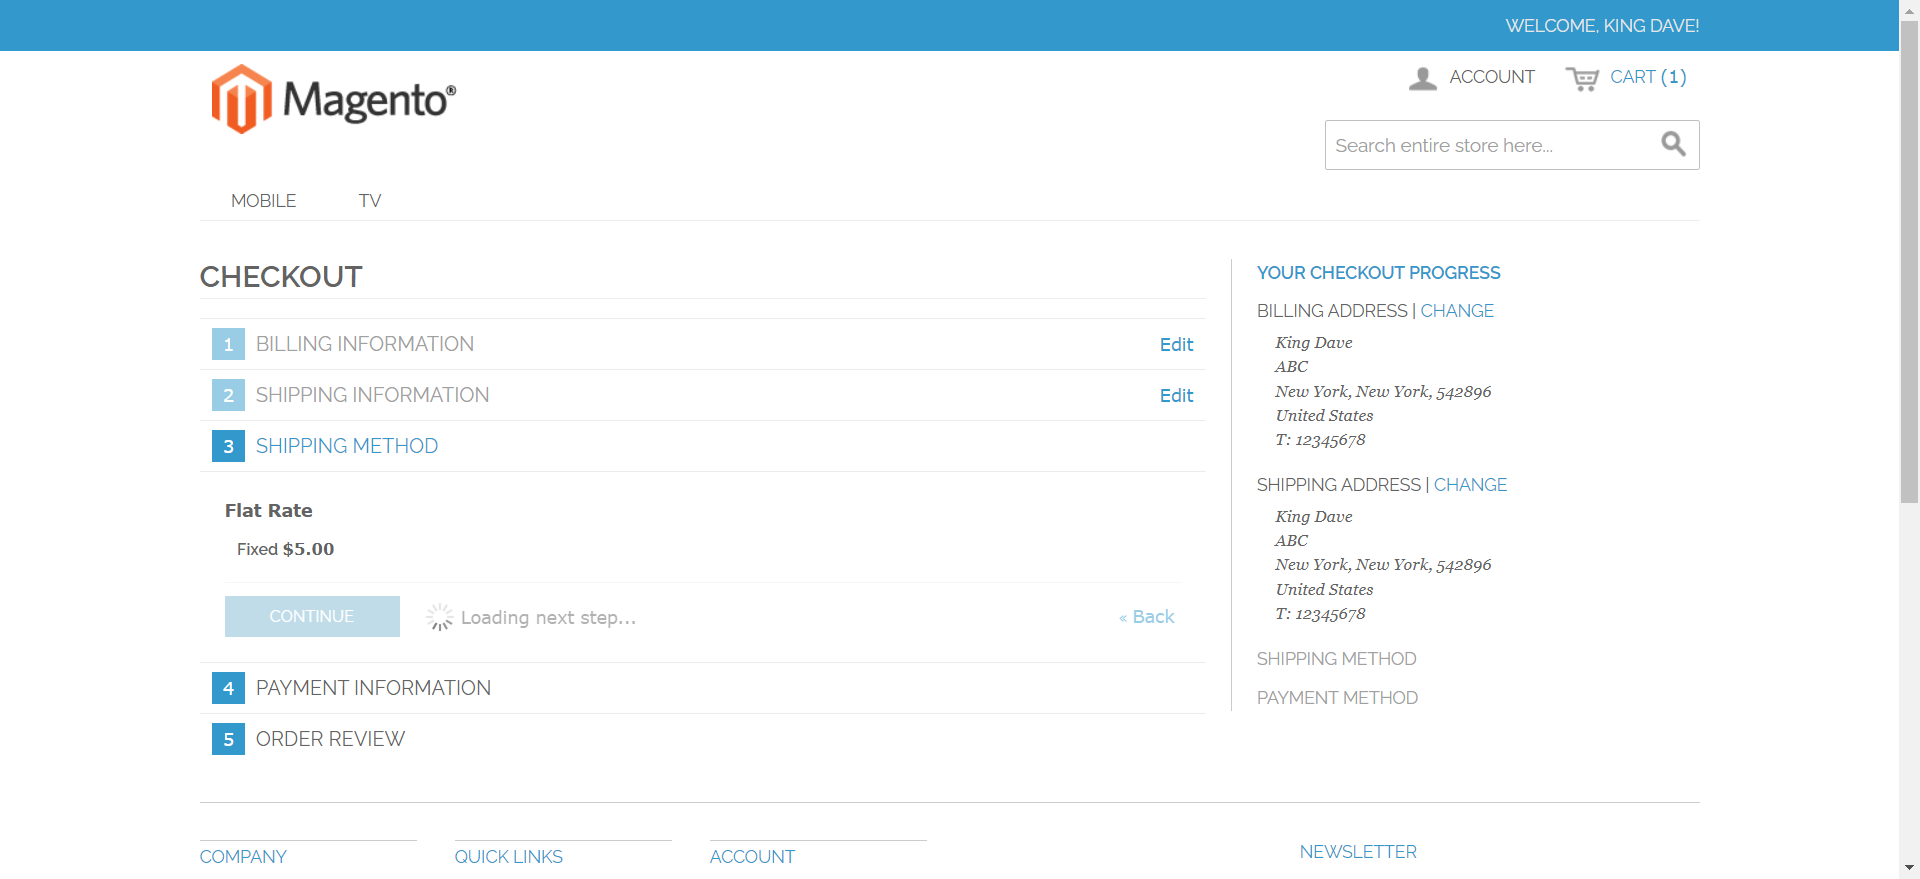 WELCOME, KING DAVE!
Magento®
ACCOUNT
CART (1)
Search entire store here...
MOBILE
TV
CHECKOUT
1 BILLING INFORMATION
Edit
2 SHIPPING INFORMATION
Edit
3 SHIPPING METHOD
Flat Rate
Fixed $5.00
CONTINUE
Loading next step...
« Back
4 PAYMENT INFORMATION
5 ORDER REVIEW
YOUR CHECKOUT PROGRESS
BILLING ADDRESS | CHANGE
King Dave
ABC
New York, New York, 542896
United States
T: 12345678
SHIPPING ADDRESS | CHANGE
King Dave
ABC
New York, New York, 542896
United States
T: 12345678
SHIPPING METHOD
PAYMENT METHOD
COMPANY
QUICK LINKS
ACCOUNT
NEWSLETTER